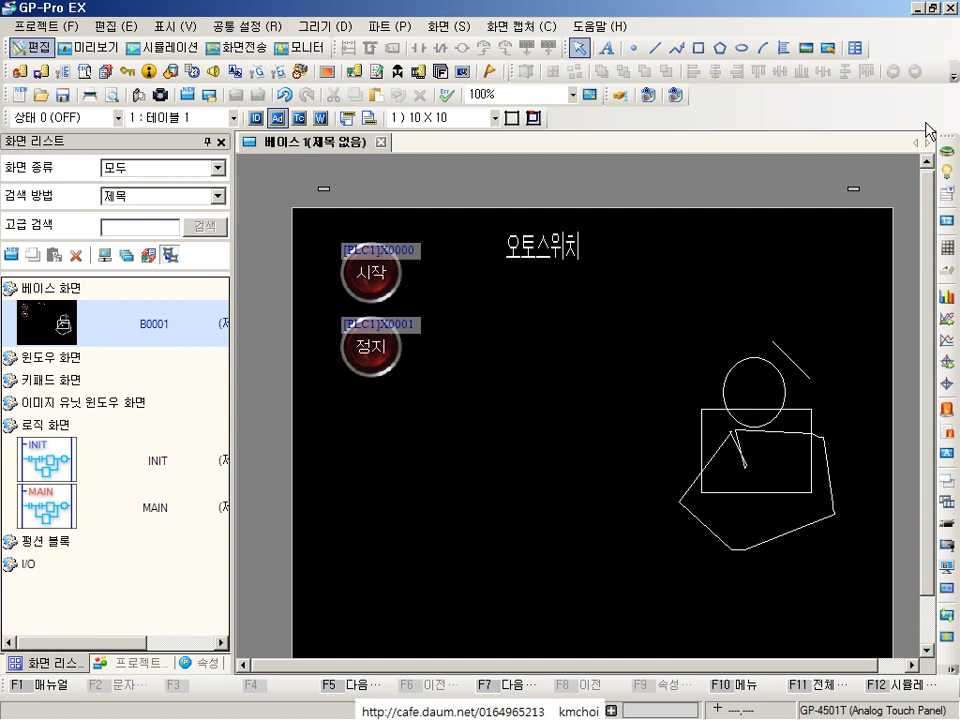 GP-Pro EX
프로젝트 (F) 편집 (E) 표시 (V) 공통 설정 (R) 그리기 (D) 파트 (P) 화면 (S) 화면 캡처 (C) 도움말 (H)
편집 미리보기 시뮬레이션 화면전송 모니터
100%
상태 0 (OFF) 1 : 테이블 1 1 ) 10 X 10
화면 리스트
베이스 1(제목 없음)
화면 종류 모두
검색 방법 제목
고급 검색 검색
베이스 화면
B0001
윈도우 화면
키패드 화면
이미지 유닛 윈도우 화면
로직 화면
INIT INIT
MAIN MAIN
펑션 블록
I/O
[PLC1]X0000
시작
오토스위치
[PLC1]X0001
정지
화면 리스... 프로젝트... 속성
F1 매뉴얼 F2 문자... F3 F4 F5 다음... F6 이전... F7 다음... F8 이전 F9 속성... F10 메뉴 F11 전체... F12 시뮬레...
http://cafe.daum.net/0164965213 kmchoi GP-4501T (Analog Touch Panel)